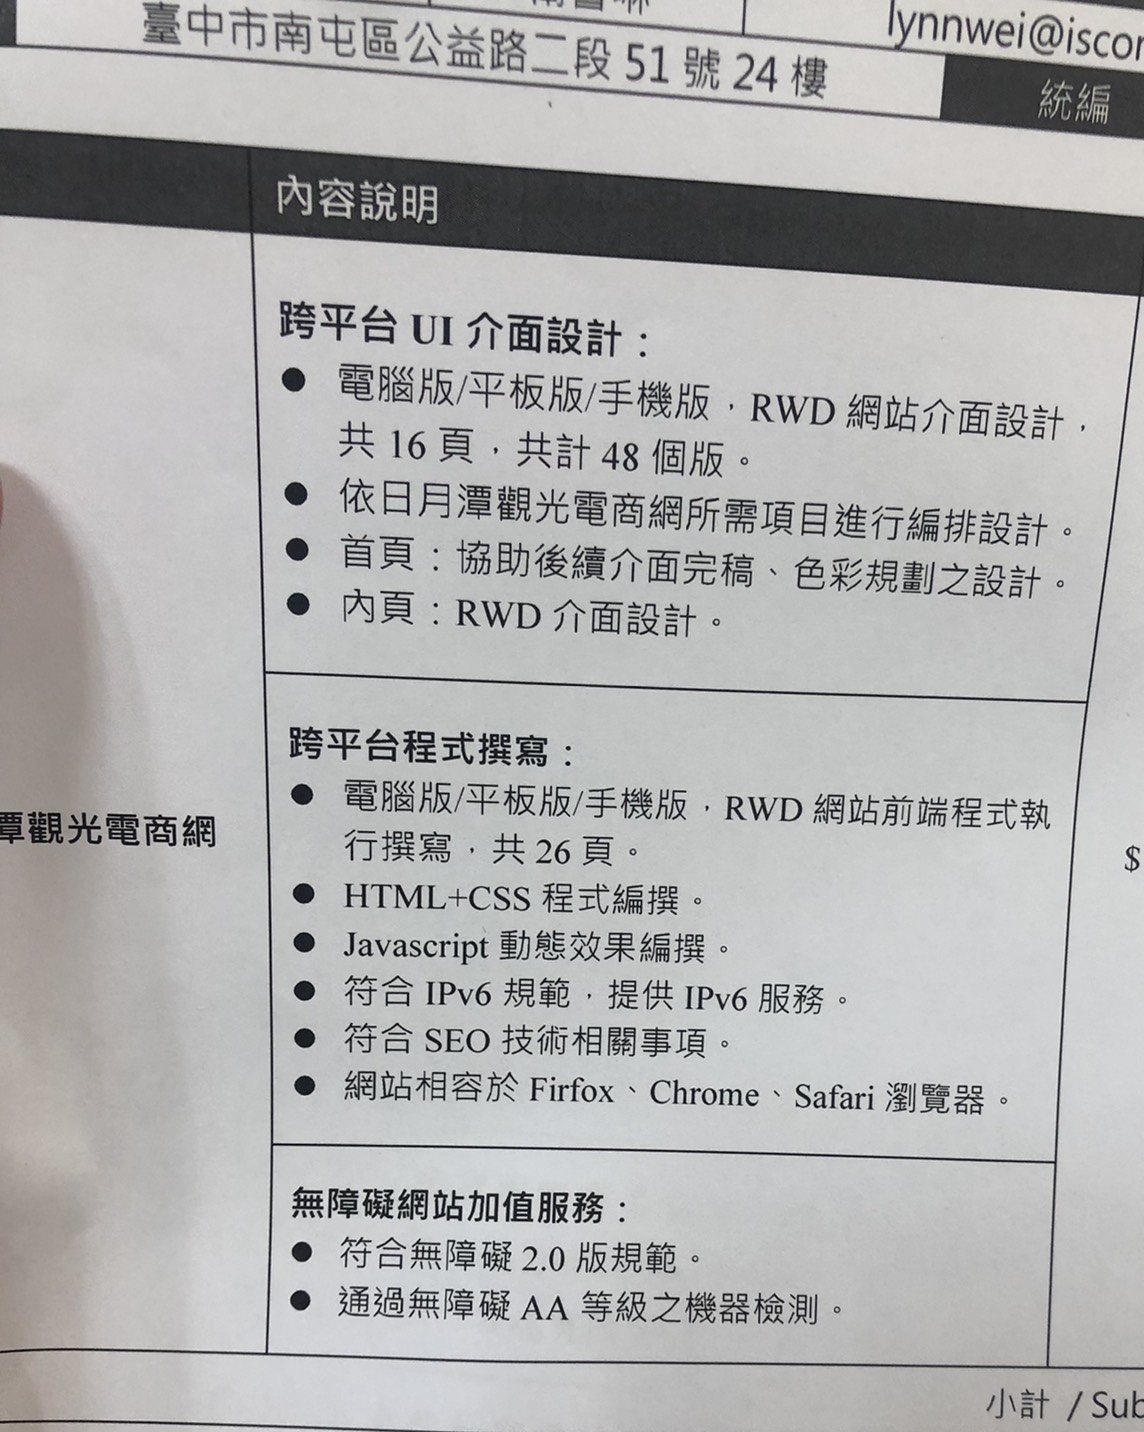 lynnwei@iscor
臺中市南屯區公益路二段 51 號 24 樓
統編
內容說明
跨平台 UI 介面設計：
● 電腦版/平板版/手機版，RWD 網站介面設計，
共 16 頁，共計 48 個版。
● 依日月潭觀光電商網所需項目進行編排設計。
● 首頁：協助後續介面完稿、色彩規劃之設計。
● 內頁：RWD 介面設計。
跨平台程式撰寫：
● 電腦版/平板版/手機版，RWD 網站前端程式執
行撰寫，共 26 頁。
● HTML+CSS 程式編撰。
● Javascript 動態效果編撰。
● 符合 IPv6 規範，提供 IPv6 服務。
● 符合 SEO 技術相關事項。
● 網站相容於 Firfox、Chrome、Safari 瀏覽器。
潭觀光電商網
$
無障礙網站加值服務：
● 符合無障礙 2.0 版規範。
● 通過無障礙 AA 等級之機器檢測。
小計 / Sub